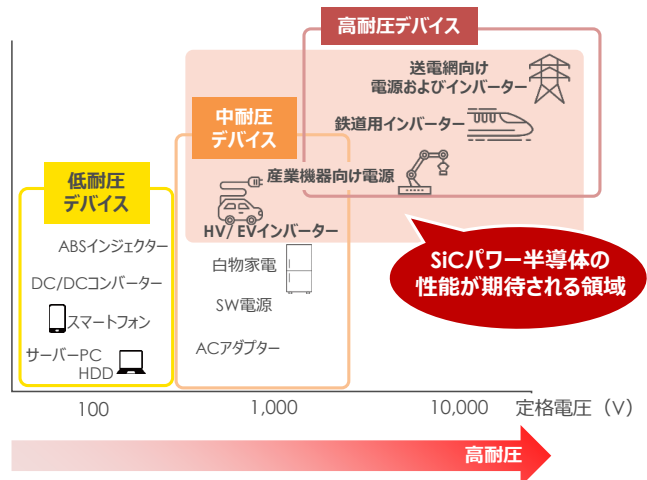 高耐圧デバイス
送電網向け
電源およびインバーター
鉄道用インバーター
中耐圧
デバイス
産業機器向け電源
低耐圧
デバイス
HV/ EVインバーター
ABSインジェクター
DC/DCコンバーター
スマートフォン
サーバーPC
HDD
白物家電
SW電源
ACアダプター
SiCパワー半導体の
性能が期待される領域
100
1,000
10,000
定格電圧（V）
高耐圧